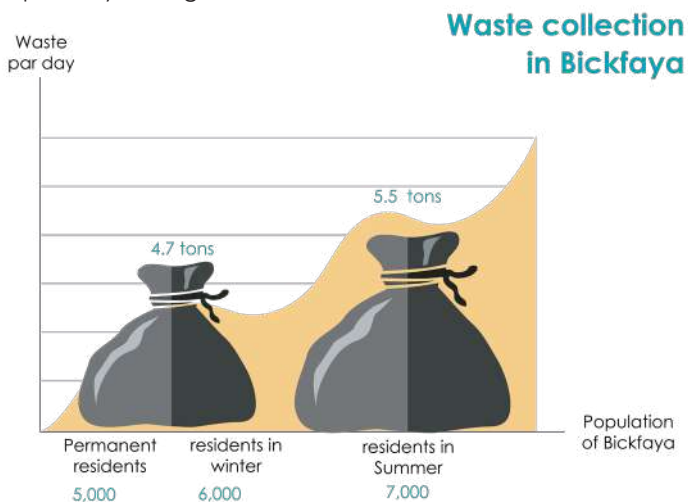 Waste collection
in Bickfaya
Waste
par day
5.5 tons
4.7 tons
Population
of Bickfaya
Permanent
residents
5,000
residents in
winter
6,000
residents in
Summer
7,000